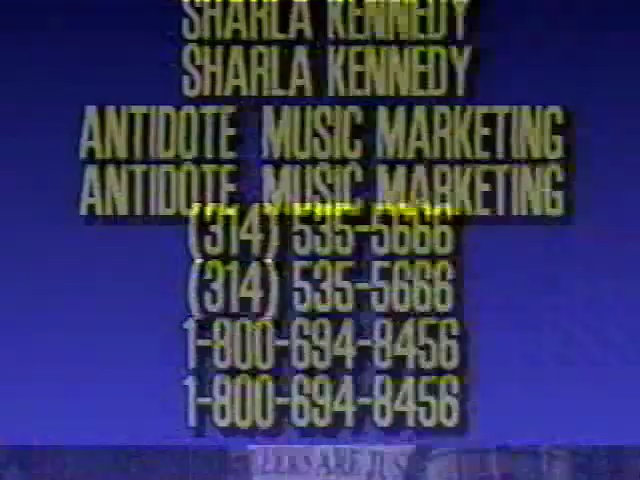 SHARLA KENNEDY
SHARLA KENNEDY
ANTIDOTE MUSIC MARKETING
ANTIDOTE MUSIC MARKETING
(314) 535-5666
(314) 535-5666
1-800-694-8456
1-800-694-8456
ARE